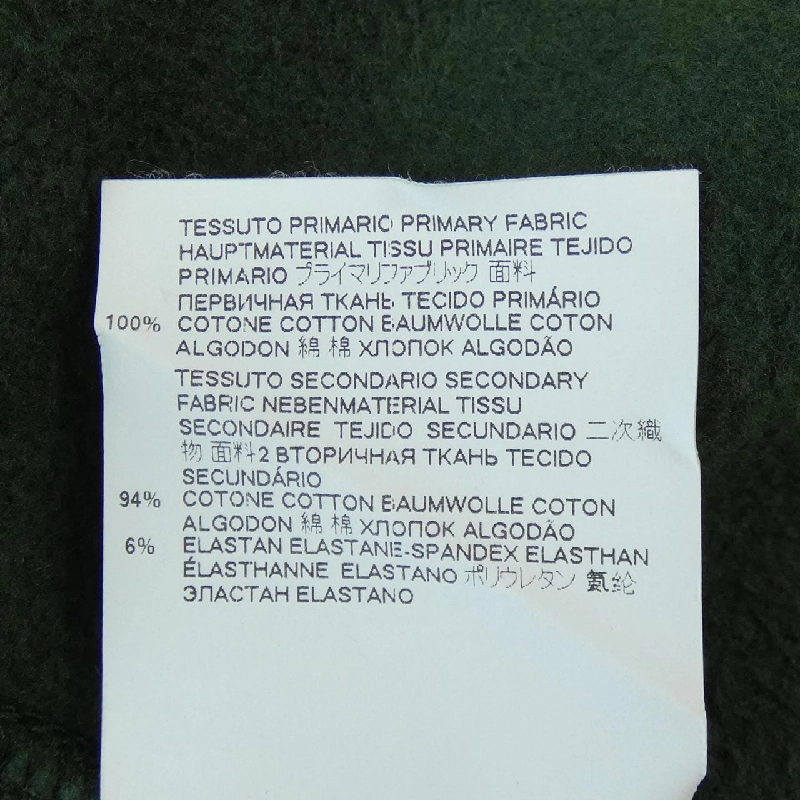 TESSUTO PRIMARIO PRIMARY FABRIC
HAUPTMATERIAL TISSU PRIMAIRE TEJIDO
PRIMARIO プライマリファブリック 面料
ПЕРВИЧНАЯ ТКАНЬ TECIDO PRIMÁRIO
100% COTONE COTTON BAUMWOLLE COTON
ALGODON 綿 棉 ХЛОПОК ALGODÃO
TESSUTO SECONDARIO SECONDARY
FABRIC NEBENMATERIAL TISSU
SECONDAIRE TEJIDO SECUNDARIO 二次織
物 面料2 ВТОРИЧНАЯ ТКАНЬ TECIDO
SECUNDÁRIO
94% COTONE COTTON BAUMWOLLE COTON
ALGODON 綿 棉 ХЛОПОК ALGODÃO
6% ELASTAN ELASTANE-SPANDEX ELASTHAN
ÉLASTHANNE ELASTANO ポリウレタン 氨纶
ЭЛАСТАН ELASTANO